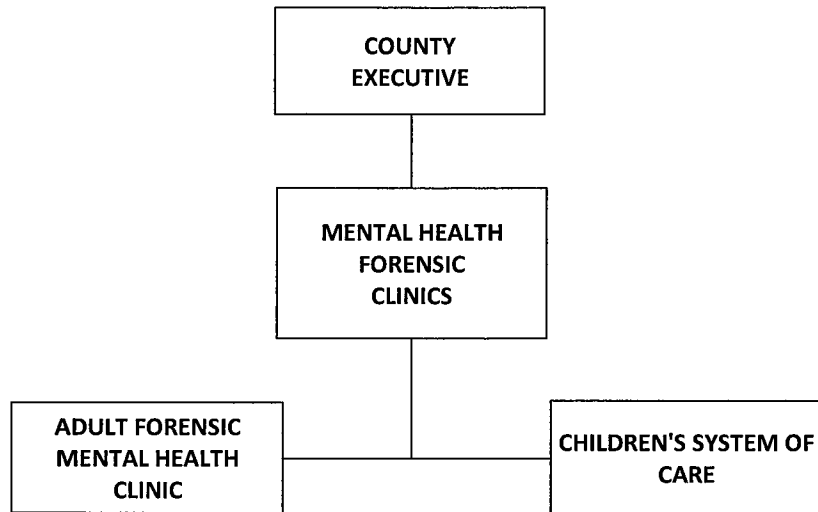 COUNTY
EXECUTIVE
MENTAL HEALTH
FORENSIC
CLINICS
ADULT FORENSIC
MENTAL HEALTH
CLINIC
CHILDREN'S SYSTEM OF
CARE